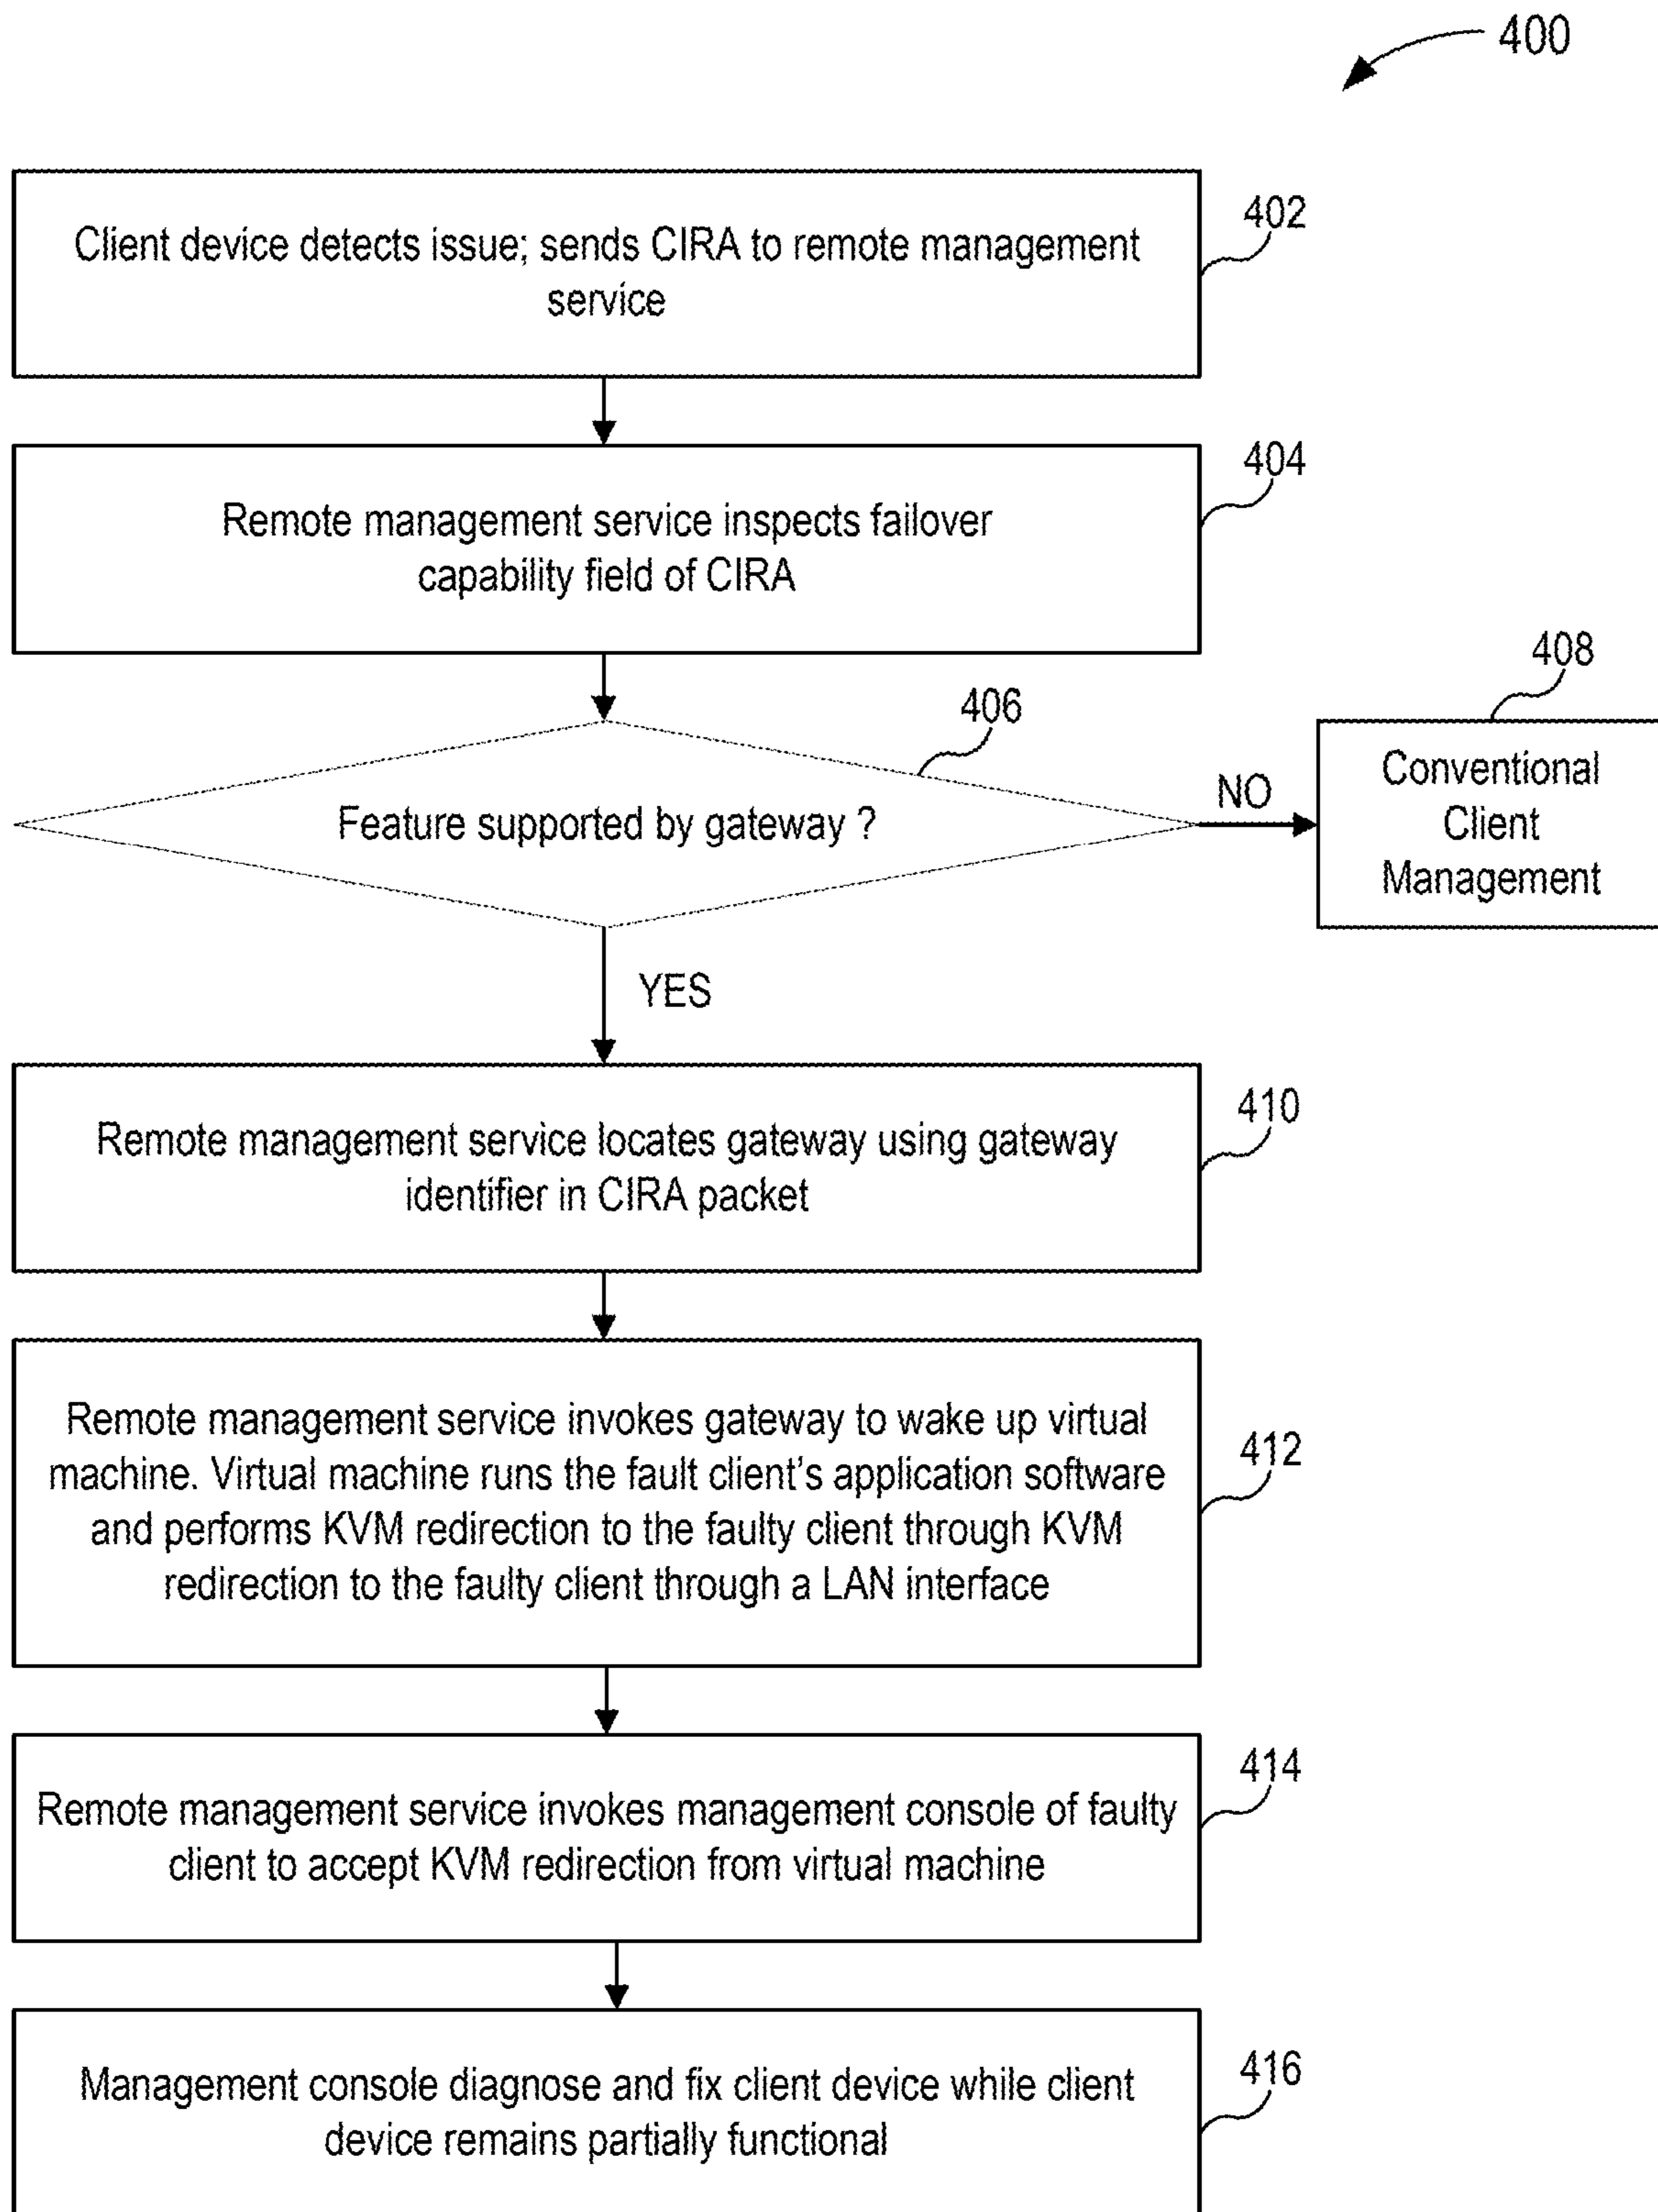 400
Client device detects issue; sends CIRA to remote management
service
402
Remote management service inspects failover
capability field of CIRA
404
Feature supported by gateway ?
406
NO
408
Conventional
Client
Management
YES
Remote management service locates gateway using gateway
identifier in CIRA packet
410
Remote management service invokes gateway to wake up virtual
machine. Virtual machine runs the fault client's application software
and performs KVM redirection to the faulty client through KVM
redirection to the faulty client through a LAN interface
412
Remote management service invokes management console of faulty
client to accept KVM redirection from virtual machine
414
Management console diagnose and fix client device while client
device remains partially functional
416